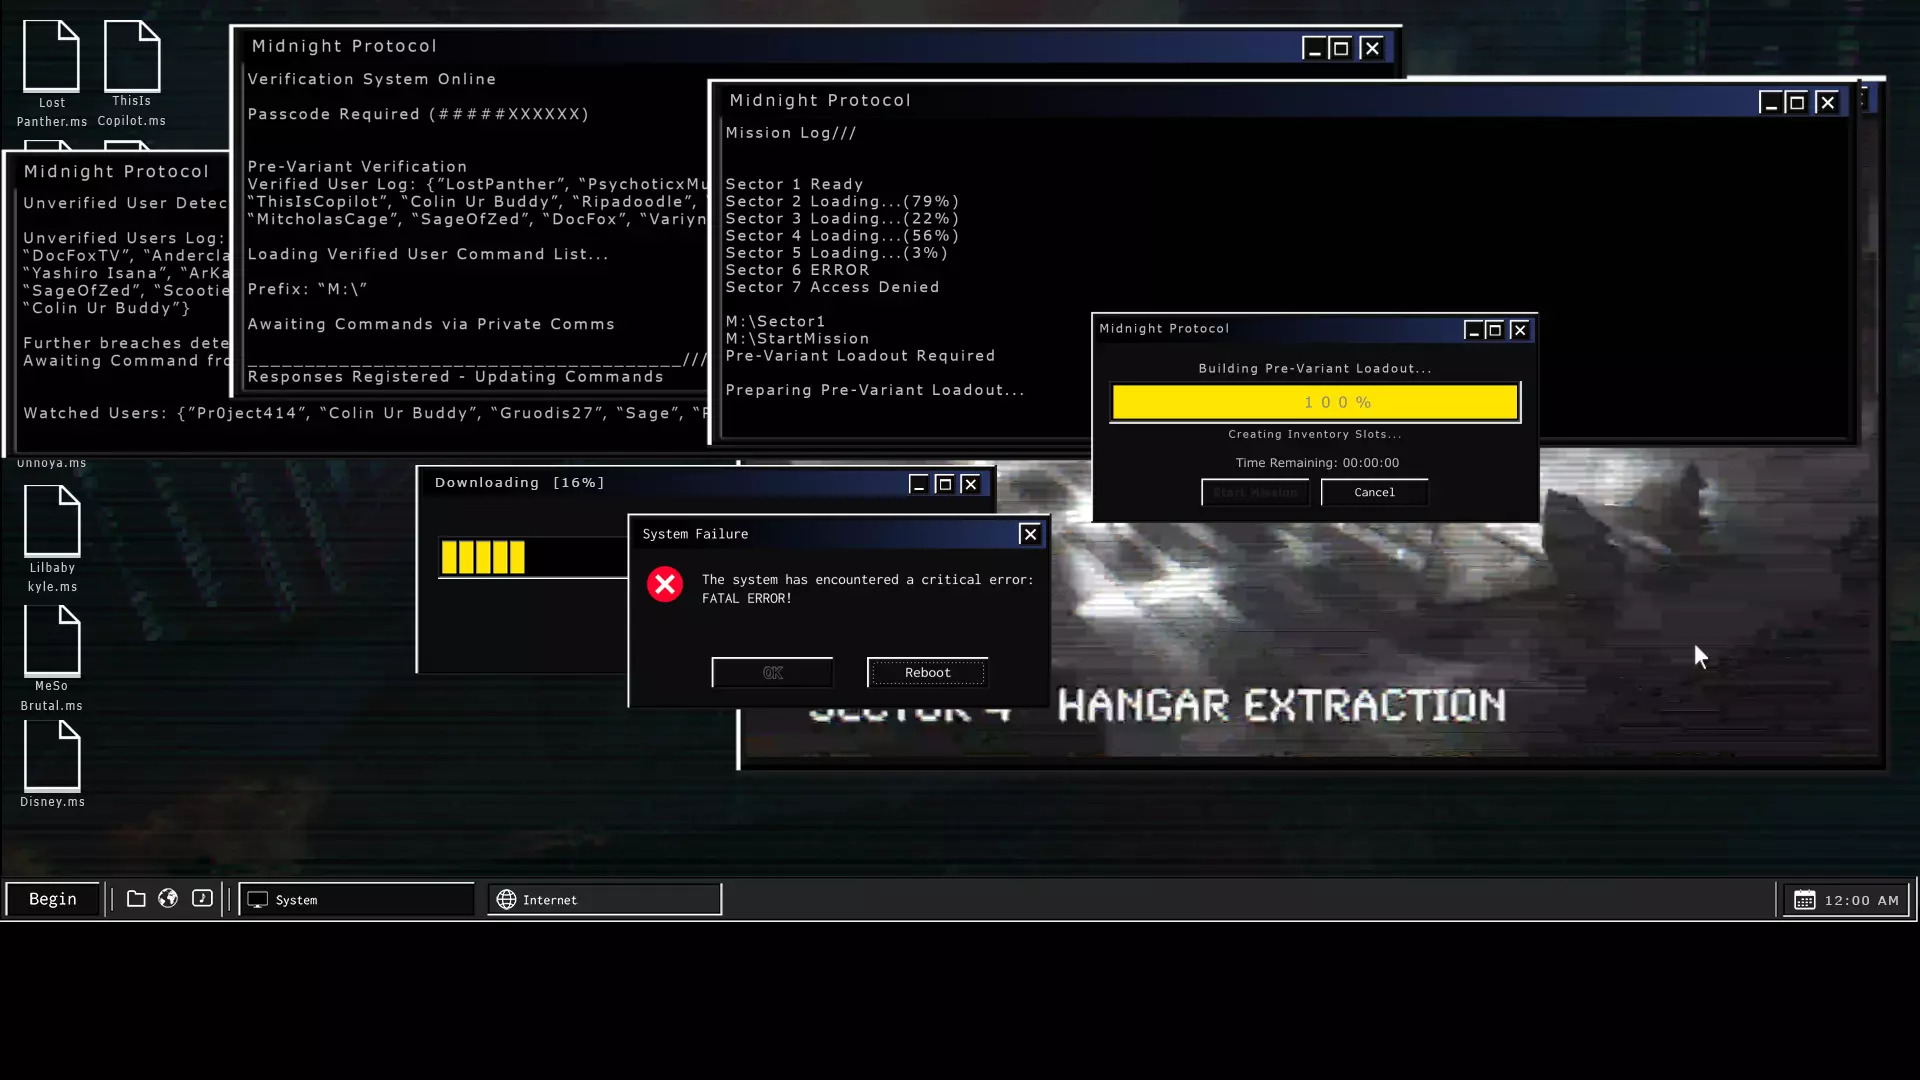 Lost
Panther.ms
ThisIs
Copilot.ms
Midnight Protocol
Verification System Online
Passcode Required (#####XXXXXX)
Pre-Variant Verification
Verified User Log: {"LostPanther", "PsychoticxMu
"ThisIsCopilot", "Colin Ur Buddy", "Ripadoodle",
"MitcholasCage", "SageOfZed", "DocFox", "Variyn
Loading Verified User Command List...
Prefix: "M:\"
Awaiting Commands via Private Comms
______________________________________///
Responses Registered - Updating Commands
Midnight Protocol
Mission Log///
Sector 1 Ready
Sector 2 Loading...(79%)
Sector 3 Loading...(22%)
Sector 4 Loading...(56%)
Sector 5 Loading...(3%)
Sector 6 ERROR
Sector 7 Access Denied
M:\Sector1
M:\StartMission
Pre-Variant Loadout Required
Preparing Pre-Variant Loadout...
Midnight Protocol
Unverified User Detec
Unverified Users Log:
"DocFoxTV", "Andercla
"Yashiro Isana", "ArKa
"SageOfZed", "Scootie
"Colin Ur Buddy"}
Further breaches dete
Awaiting Command fro
Watched Users: {"Pr0ject414", "Colin Ur Buddy", "Gruodis27", "Sage", "
Midnight Protocol
Building Pre-Variant Loadout...
100%
Creating Inventory Slots...
Time Remaining: 00:00:00
Start Mission
Cancel
Unnoya.ms
Lilbaby
kyle.ms
MeSo
Brutal.ms
Disney.ms
Downloading [16%]
System Failure
The system has encountered a critical error:
FATAL ERROR!
OK
Reboot
SECTOR 4 HANGAR EXTRACTION
Begin
System
Internet
12:00 AM